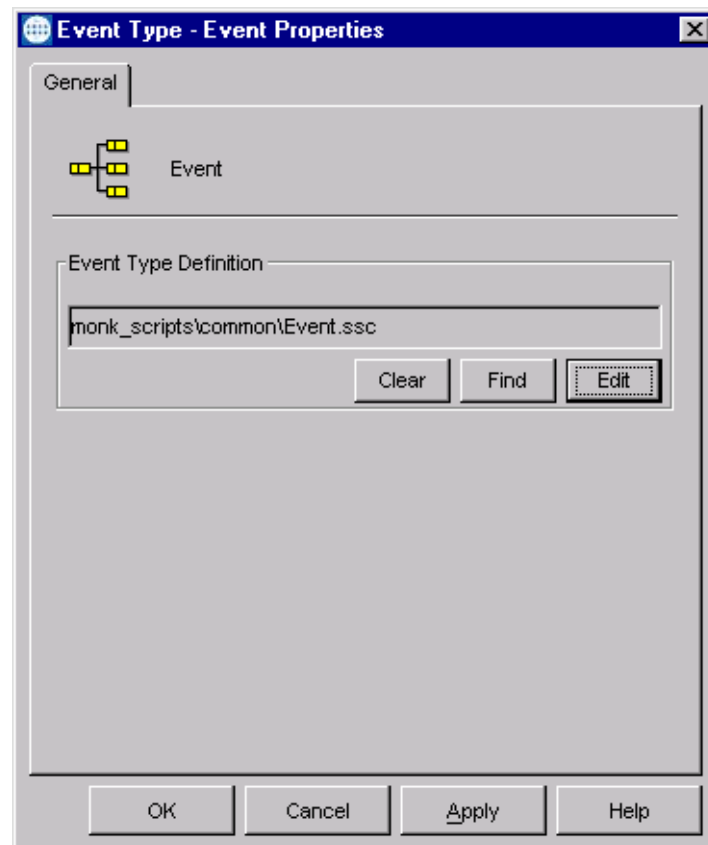 Event Type - Event Properties
General
Event
Event Type Definition
monk_scripts\common\Event.ssc
Clear Find Edit
OK Cancel Apply Help